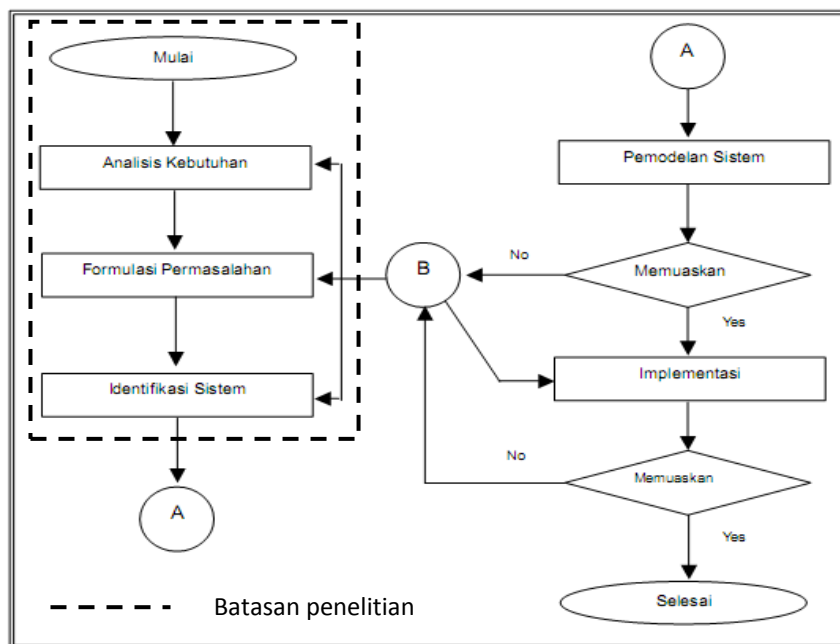 Mulai
Analisis Kebutuhan
Formulasi Permasalahan
Identifikasi Sistem
A
B
A
Pemodelan Sistem
Memuaskan
No
Yes
Implementasi
Memuaskan
No
Yes
Selesai
Batasan penelitian